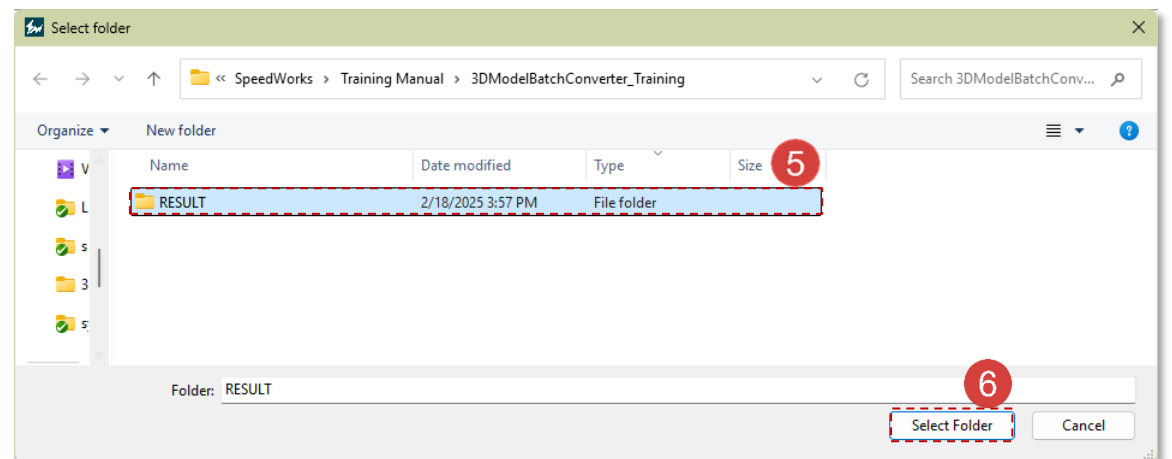 Select folder
« SpeedWorks > Training Manual > 3DModelBatchConverter_Training
Search 3DModelBatchConv...
Organize New folder
Name Date modified Type Size 5
V
RESULT 2/18/2025 3:57 PM File folder
L
s
3
Folder: RESULT
6
Select Folder Cancel